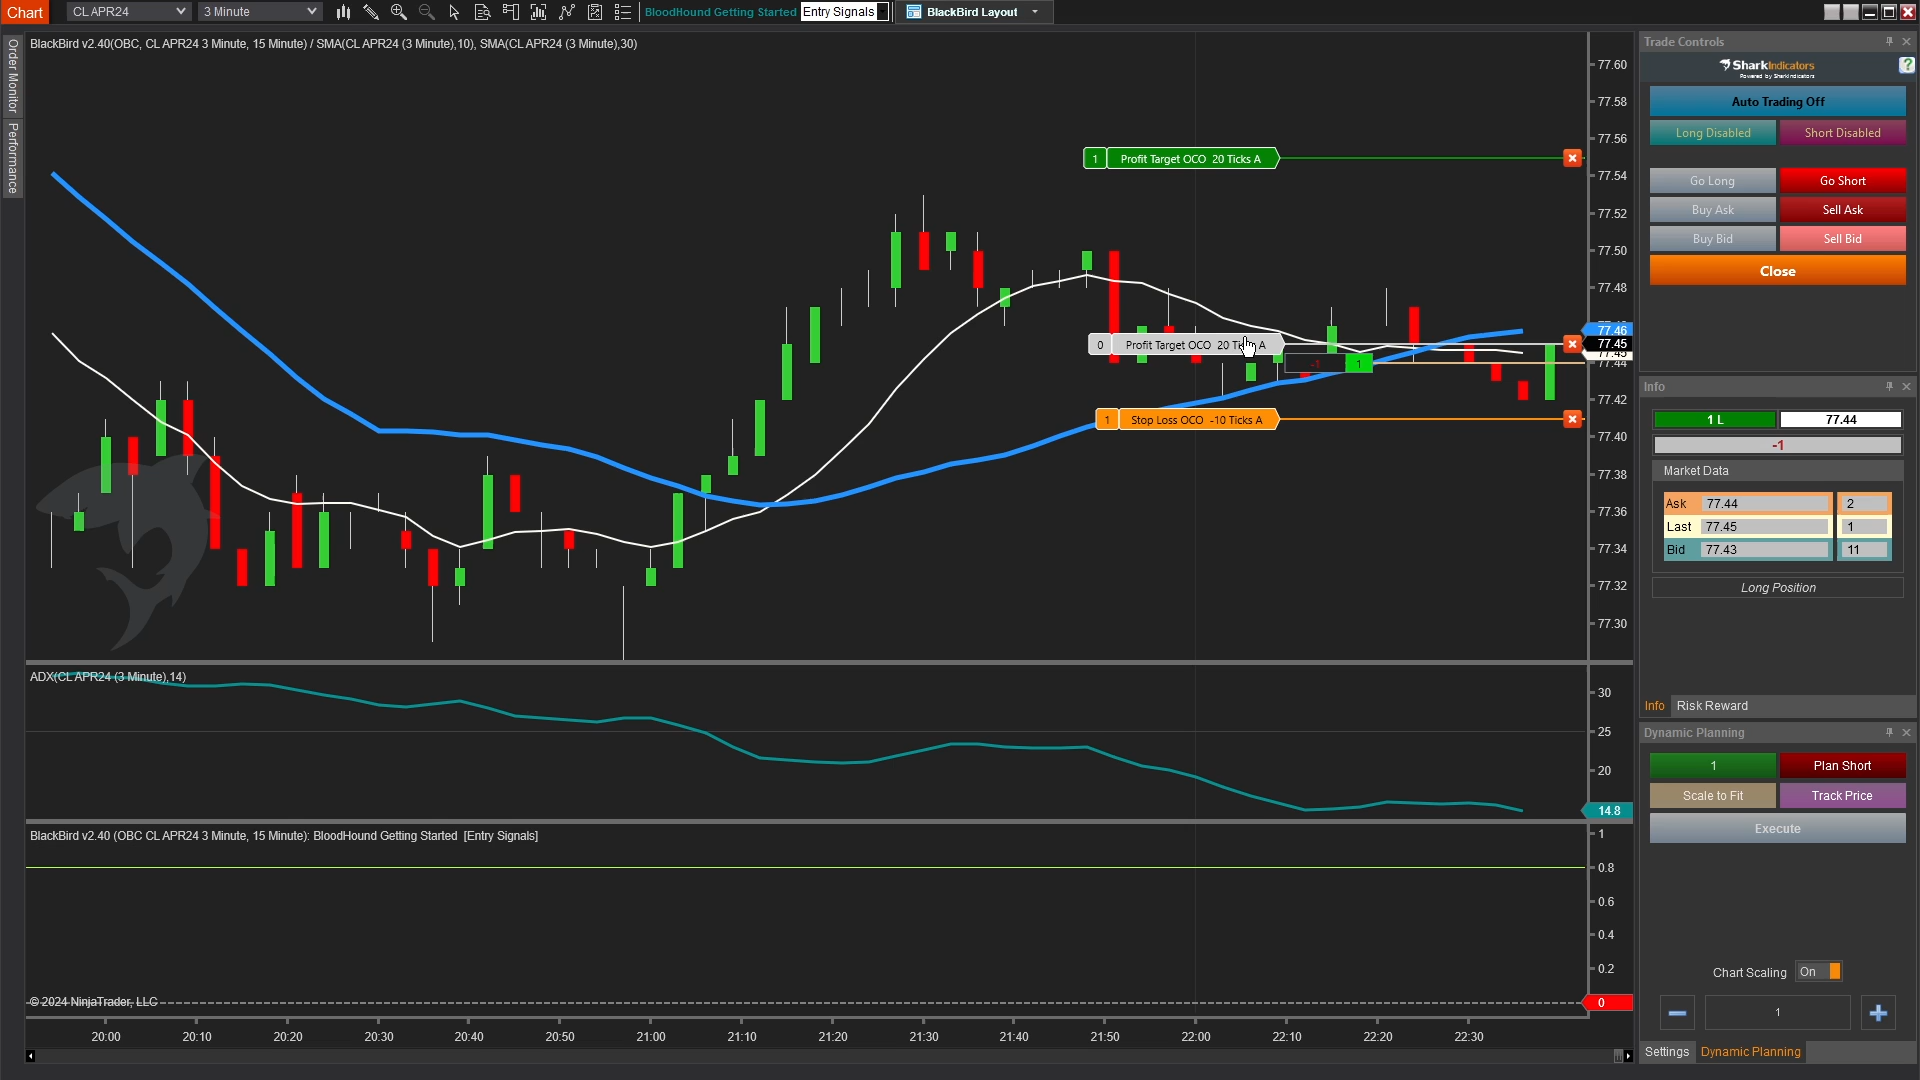 Chart CL APR24 3 Minute BloodHound Getting Started Entry Signals BlackBird Layout
Order Monitor
Performance
BlackBird v2.40(OBC, CL APR24 3 Minute, 15 Minute) / SMA(CL APR24 (3 Minute),10), SMA(CL APR24 (3 Minute),30)
1 Profit Target OCO 20 Ticks A
0 Profit Target OCO 20 Ticks A
-1 1
1 Stop Loss OCO -10 Ticks A
77.60
77.58
77.56
77.54
77.52
77.50
77.48
77.46
77.45
77.45
77.44
77.42
77.40
77.38
77.36
77.34
77.32
77.30
ADX(CL APR24 (3 Minute),14)
30
25
20
14.8
BlackBird v2.40 (OBC CL APR24 3 Minute, 15 Minute): BloodHound Getting Started [Entry Signals]
1
0.8
0.6
0.4
0.2
0
© 2024 NinjaTrader, LLC
20:00 20:10 20:20 20:30 20:40 20:50 21:00 21:10 21:20 21:30 21:40 21:50 22:00 22:10 22:20 22:30
Trade Controls
SharkIndicators
Powered by SharkIndicators
?
Auto Trading Off
Long Disabled Short Disabled
Go Long Go Short
Buy Ask Sell Ask
Buy Bid Sell Bid
Close
Info
1 L 77.44
-1
Market Data
Ask 77.44 2
Last 77.45 1
Bid 77.43 11
Long Position
Info Risk Reward
Dynamic Planning
1 Plan Short
Scale to Fit Track Price
Execute
Chart Scaling On
1
Settings Dynamic Planning